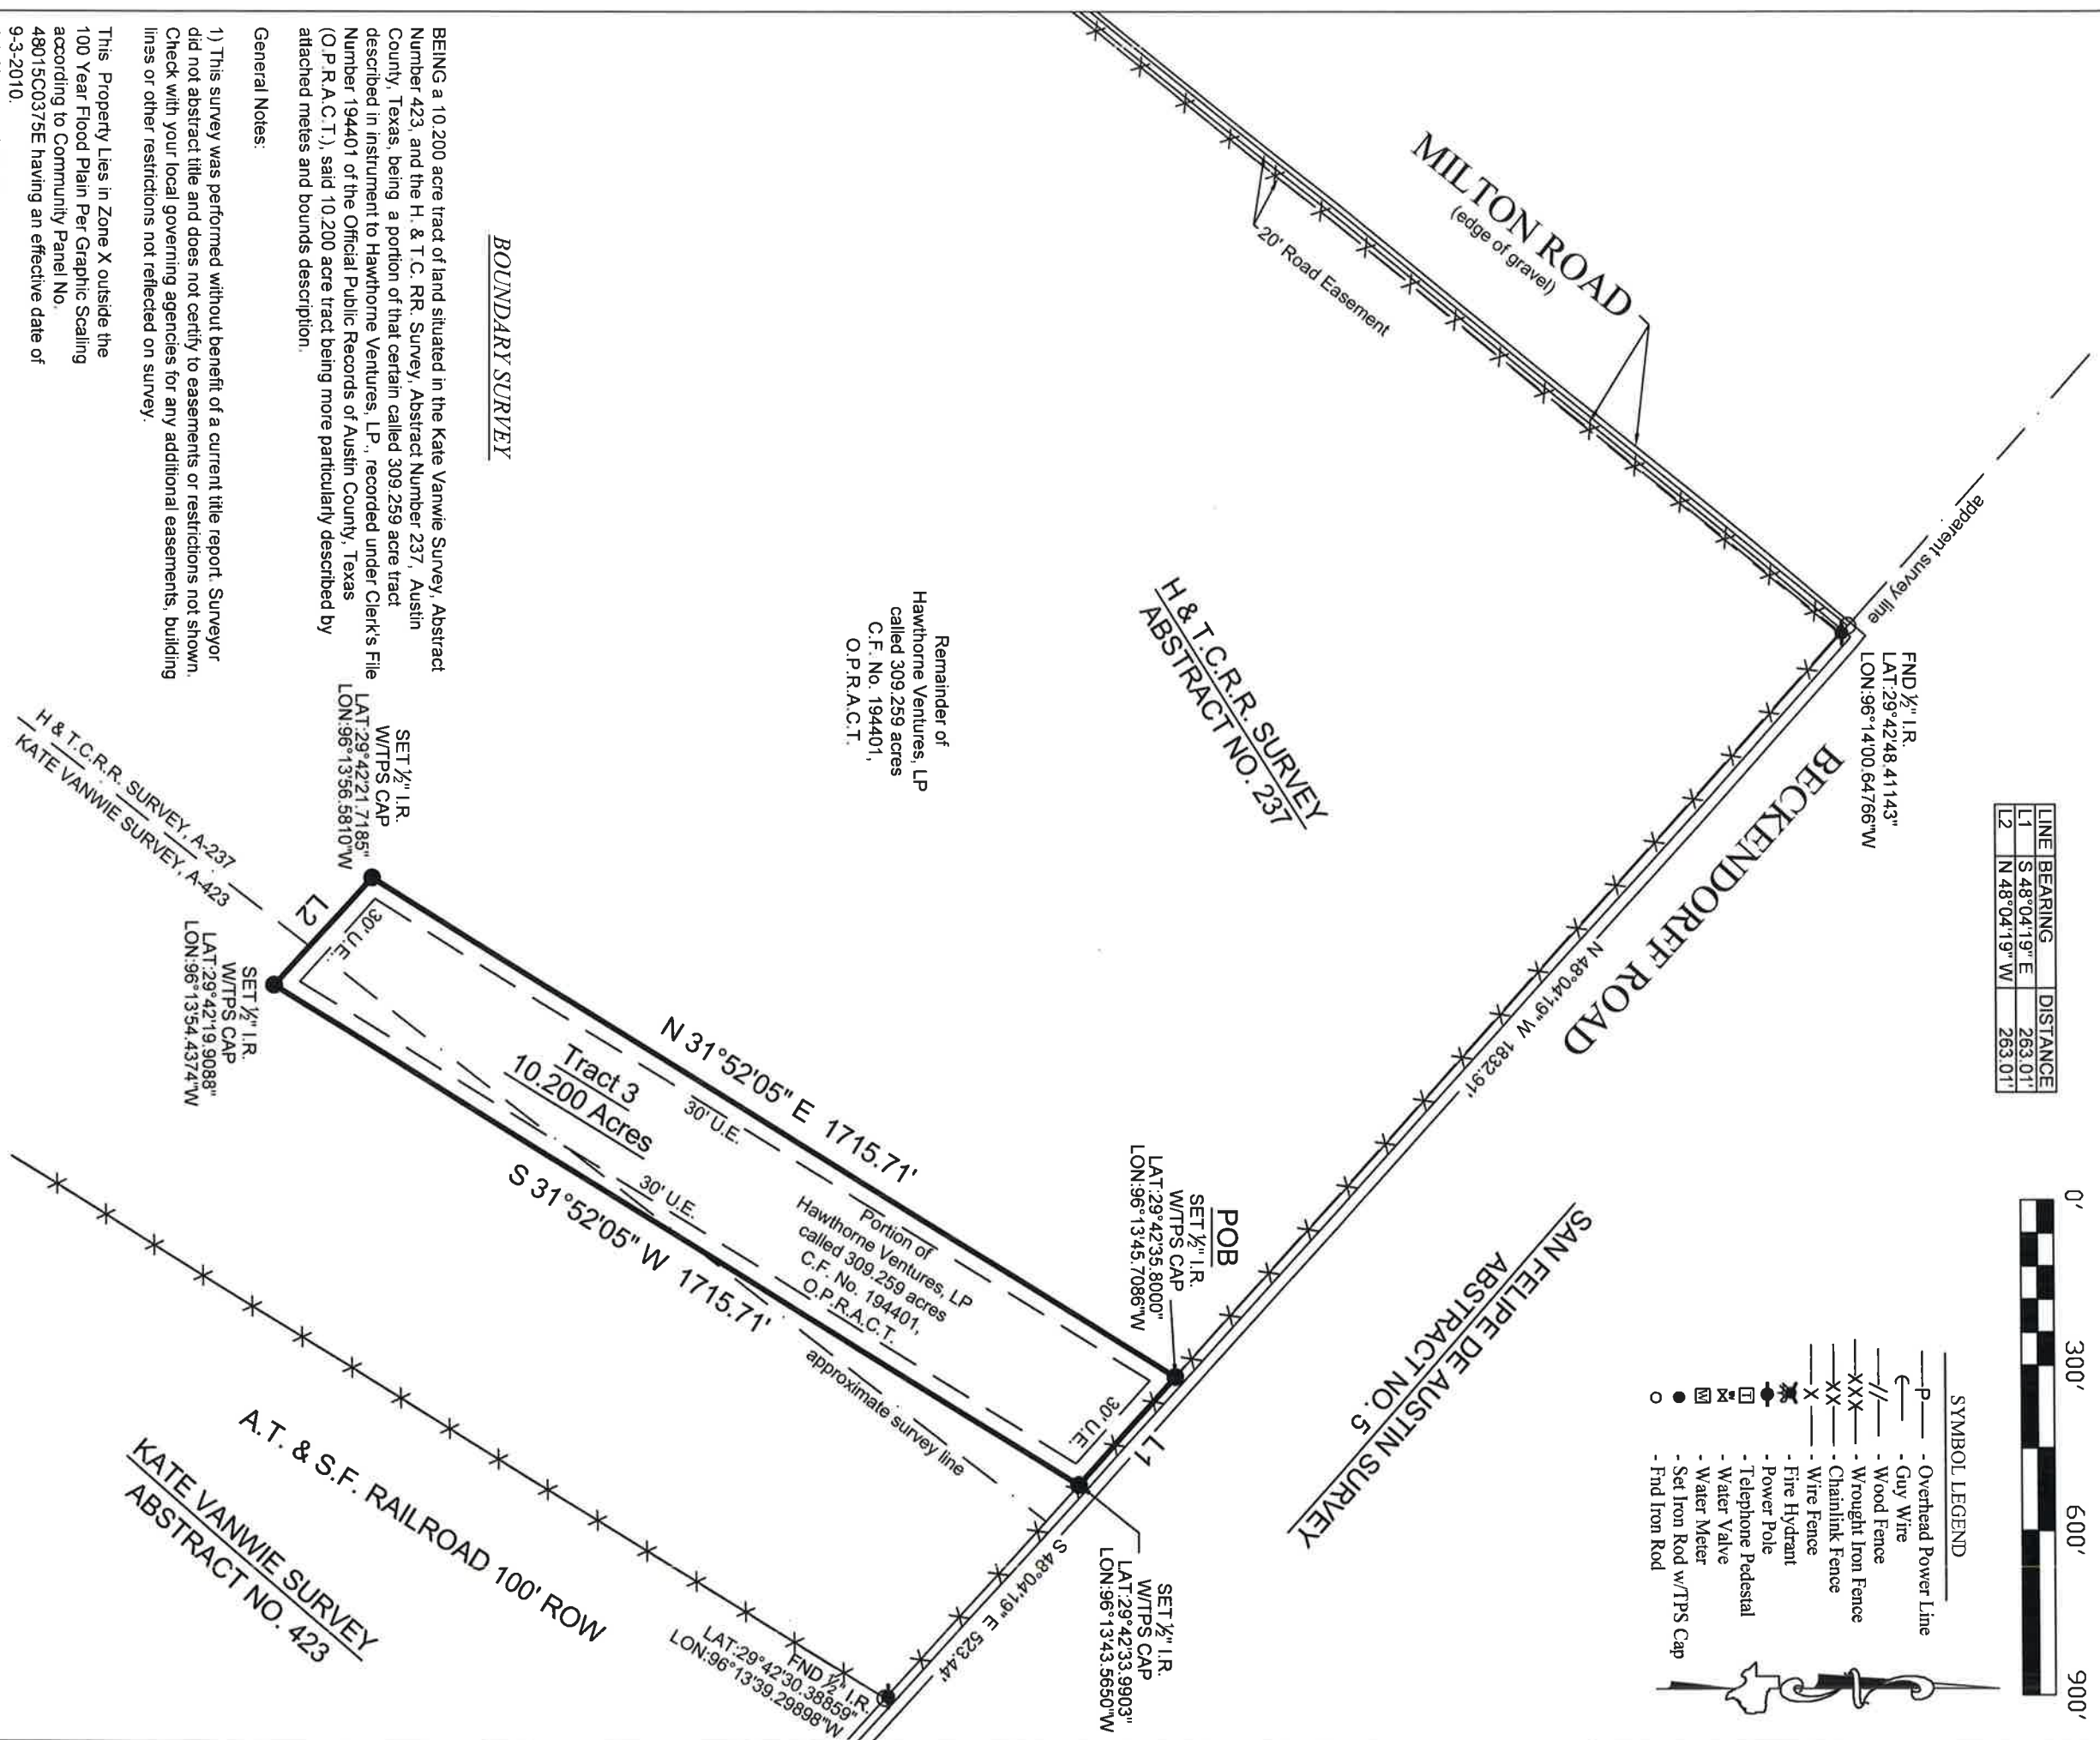 MILTON ROAD
(edge of gravel)
20' Road Easement
apparent survey line
FND ½" I.R.
LAT:29°42'48.41143"
LON:96°14'00.64766"W
LINE BEARING DISTANCE
L1 S 48°04'19" E 263.01'
L2 N 48°04'19" W 263.01'
BECKENDORFF ROAD
N 48°04'19" W 1832.91'
H & T.C.R.R. SURVEY
ABSTRACT NO. 237
Remainder of
Hawthorne Ventures, LP
called 309.259 acres
C.F. No. 194401,
O.P.R.A.C.T.
0' 300' 600' 900'
SYMBOL LEGEND
P - Overhead Power Line
- Guy Wire
// - Wood Fence
XXX - Wrought Iron Fence
XX - Chainlink Fence
X - Wire Fence
- Fire Hydrant
- Power Pole
T - Telephone Pedestal
- Water Valve
W - Water Meter
- Set Iron Rod w/TPS Cap
- Fnd Iron Rod
SAN FELIPE DE AUSTIN SURVEY
ABSTRACT NO. 5
POB
SET ½" I.R.
W/TPS CAP
LAT:29°42'35.8000"
LON:96°13'45.7086"W
L1
SET ½" I.R.
W/TPS CAP
LAT:29°42'33.9903"
LON:96°13'43.5650"W
S 48°04'19" E 523.44'
FND ½" I.R.
LAT:29°42'30.38859"
LON:96°13'39.29898"W
N 31°52'05" E 1715.71'
30' U.E.
Tract 3
10.200 Acres
30' U.E.
30' U.E.
30' U.E.
Portion of
Hawthorne Ventures, LP
called 309.259 acres
C.F. No. 194401,
O.P.R.A.C.T.
S 31°52'05" W 1715.71'
approximate survey line
L2
SET ½" I.R.
W/TPS CAP
LAT:29°42'21.7185"
LON:96°13'56.5810"W
SET ½" I.R.
W/TPS CAP
LAT:29°42'19.9088"
LON:96°13'54.4374"W
H & T.C.R.R. SURVEY, A-237
KATE VANWIE SURVEY, A-423
A.T. & S.F. RAILROAD 100' ROW
KATE VANWIE SURVEY
ABSTRACT NO. 423
BOUNDARY SURVEY
BEING a 10.200 acre tract of land situated in the Kate Vanwie Survey, Abstract
Number 423, and the H. & T.C. RR. Survey, Abstract Number 237, Austin
County, Texas, being a portion of that certain called 309.259 acre tract
described in instrument to Hawthorne Ventures, LP., recorded under Clerk's File
Number 194401 of the Official Public Records of Austin County, Texas
(O.P.R.A.C.T.), said 10.200 acre tract being more particularly described by
attached metes and bounds description.
General Notes:
1) This survey was performed without benefit of a current title report. Surveyor
did not abstract title and does not certify to easements or restrictions not shown.
Check with your local governing agencies for any additional easements, building
lines or other restrictions not reflected on survey.
This Property Lies in Zone X outside the
100 Year Flood Plain Per Graphic Scaling
according to Community Panel No.
48015C0375E having an effective date of
9-3-2010.